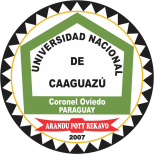 UNIVERSIDAD NACIONAL
DE
CAAGUAZÚ
Coronel Oviedo
PARAGUAY
ARANDU POTY REKAVO
2007